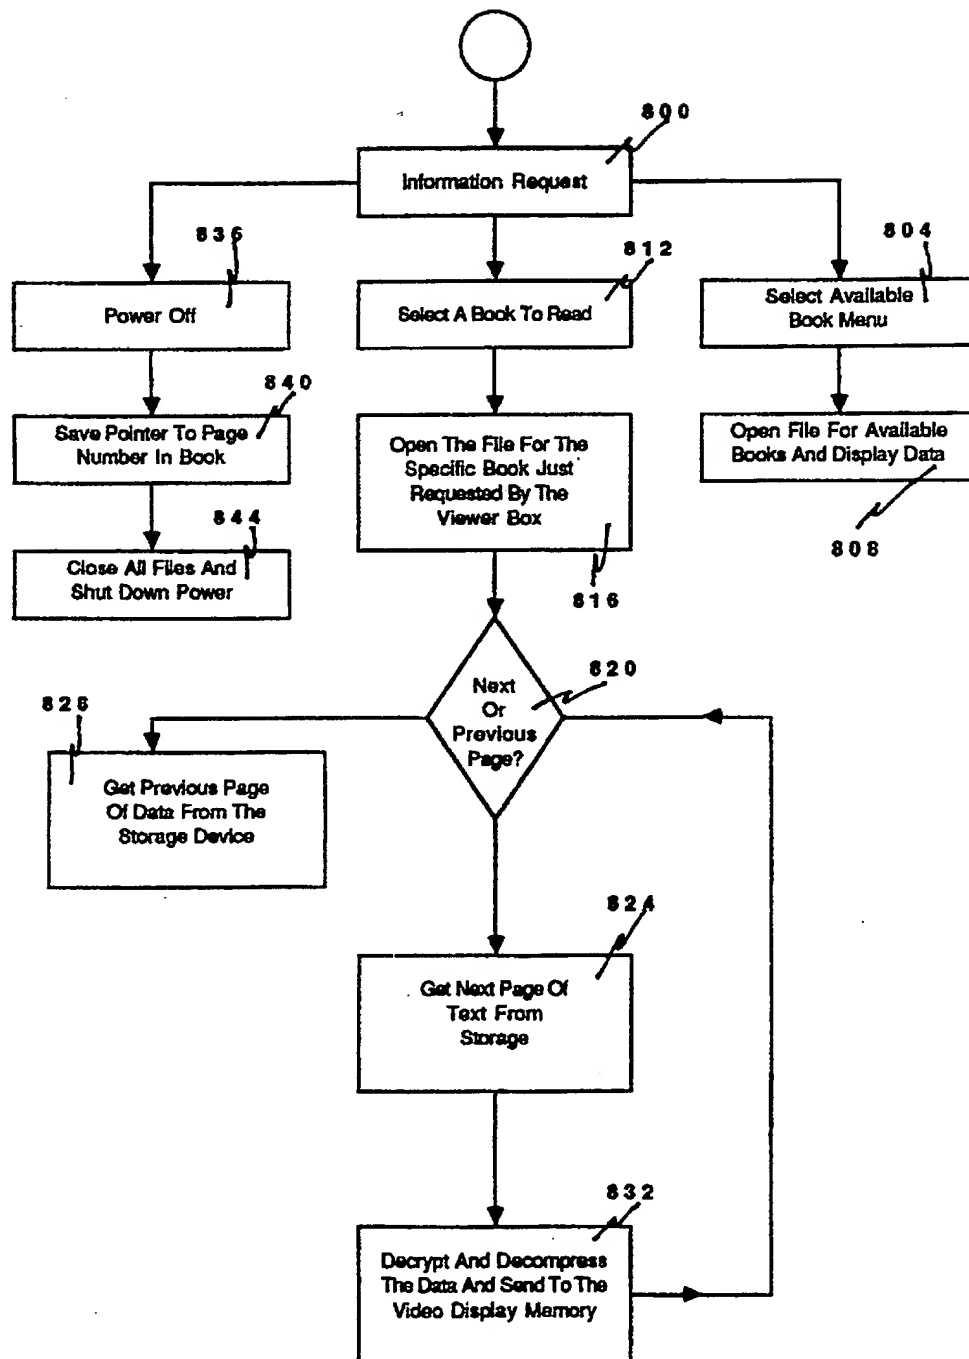 800
Information Request
836
812
804
Power Off
Select A Book To Read
Select Available
Book Menu
840
Save Pointer To Page
Number In Book
Open The File For The
Specific Book Just
Requested By The
Viewer Box
Open File For Available
Books And Display Data
844
808
Close All Files And
Shut Down Power
816
820
Next
Or
Previous
Page?
828
Get Previous Page
Of Data From The
Storage Device
824
Get Next Page Of
Text From
Storage
832
Decrypt And Decompress
The Data And Send To The
Video Display Memory